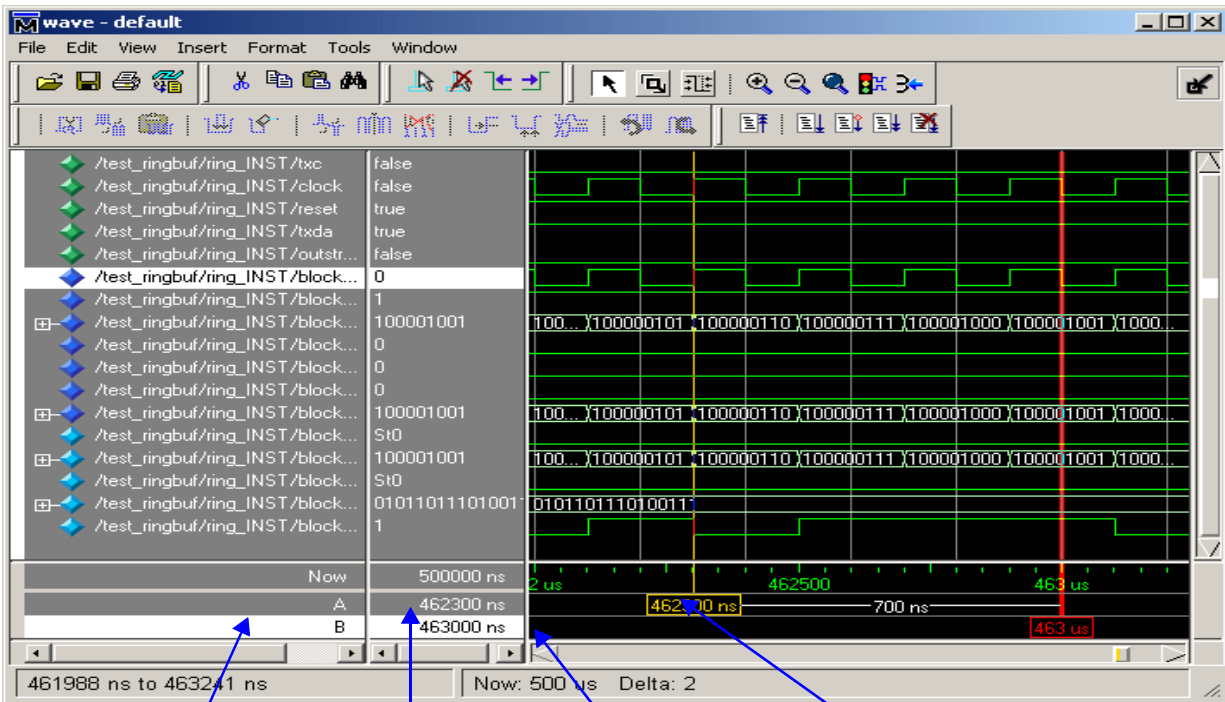 wave - default
File Edit View Insert Format Tools Window
/test_ringbuf/ring_INST/txc false
/test_ringbuf/ring_INST/clock false
/test_ringbuf/ring_INST/reset true
/test_ringbuf/ring_INST/txda true
/test_ringbuf/ring_INST/outstr... false
/test_ringbuf/ring_INST/block... 0
/test_ringbuf/ring_INST/block... 1
/test_ringbuf/ring_INST/block... 100001001 100... 100000101 100000110 100000111 100001000 100001001 1000...
/test_ringbuf/ring_INST/block... 0
/test_ringbuf/ring_INST/block... 0
/test_ringbuf/ring_INST/block... 0
/test_ringbuf/ring_INST/block... 100001001 100... 100000101 100000110 100000111 100001000 100001001 1000...
/test_ringbuf/ring_INST/block... St0
/test_ringbuf/ring_INST/block... 100001001 100... 100000101 100000110 100000111 100001000 100001001 1000...
/test_ringbuf/ring_INST/block... St0
/test_ringbuf/ring_INST/block... 010110111010011 010110111010011
/test_ringbuf/ring_INST/block... 1
Now 500000 ns 2 us 462500 463 us
A 462300 ns 462300 ns 700 ns
B 463000 ns 463 us
461988 ns to 463241 ns Now: 500 us Delta: 2